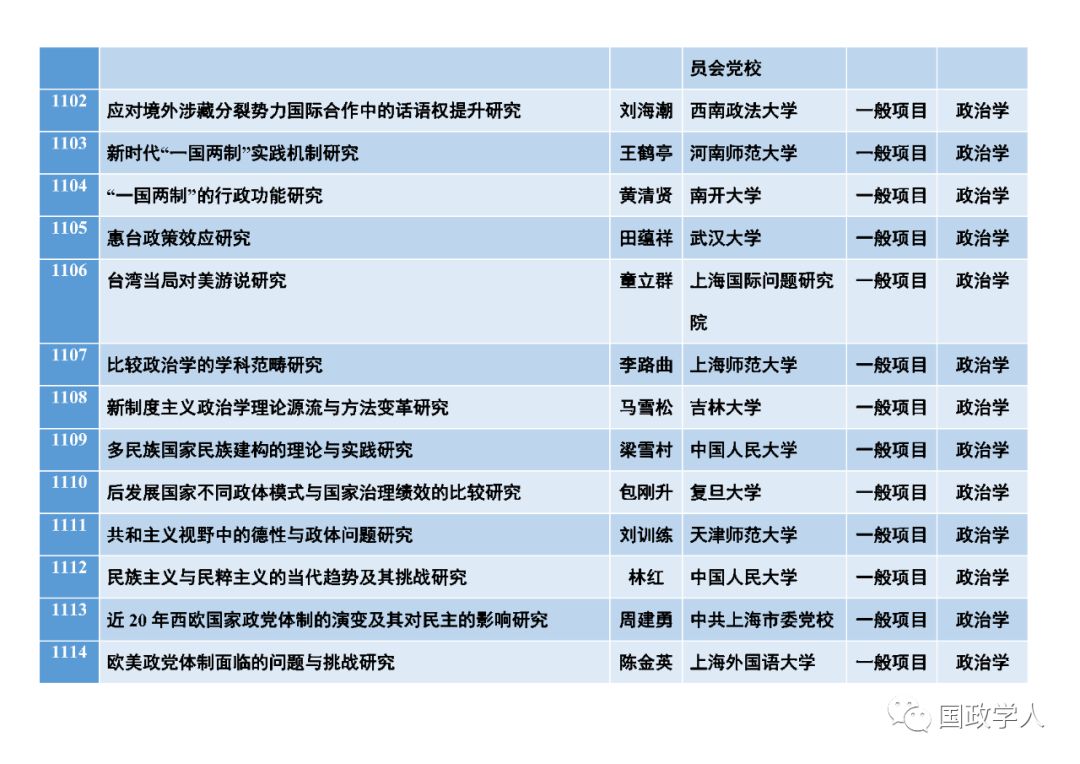 员会党校
1102 应对境外涉藏分裂势力国际合作中的话语权提升研究 刘海潮 西南政法大学 一般项目 政治学
1103 新时代“一国两制”实践机制研究 王鹤亭 河南师范大学 一般项目 政治学
1104 “一国两制”的行政功能研究 黄清贤 南开大学 一般项目 政治学
1105 惠台政策效应研究 田蕴祥 武汉大学 一般项目 政治学
1106 台湾当局对美游说研究 童立群 上海国际问题研究 一般项目 政治学
院
1107 比较政治学的学科范畴研究 李路曲 上海师范大学 一般项目 政治学
1108 新制度主义政治学理论源流与方法变革研究 马雪松 吉林大学 一般项目 政治学
1109 多民族国家民族建构的理论与实践研究 梁雪村 中国人民大学 一般项目 政治学
1110 后发展国家不同政体模式与国家治理绩效的比较研究 包刚升 复旦大学 一般项目 政治学
1111 共和主义视野中的德性与政体问题研究 刘训练 天津师范大学 一般项目 政治学
1112 民族主义与民粹主义的当代趋势及其挑战研究 林红 中国人民大学 一般项目 政治学
1113 近 20 年西欧国家政党体制的演变及其对民主的影响研究 周建勇 中共上海市委党校 一般项目 政治学
1114 欧美政党体制面临的问题与挑战研究 陈金英 上海外国语大学 一般项目 政治学
国政学人